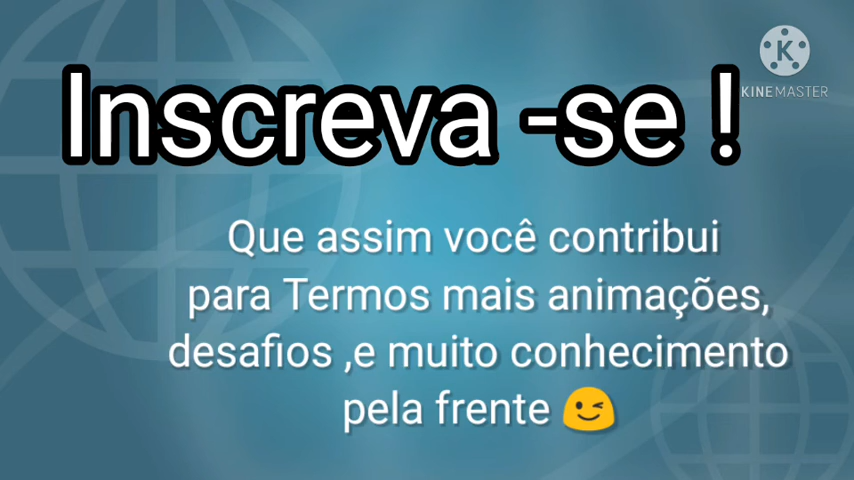 Inscreva -se !
KINEMASTER
Que assim você contribui
para Termos mais animações,
desafios ,e muito conhecimento
pela frente 😉